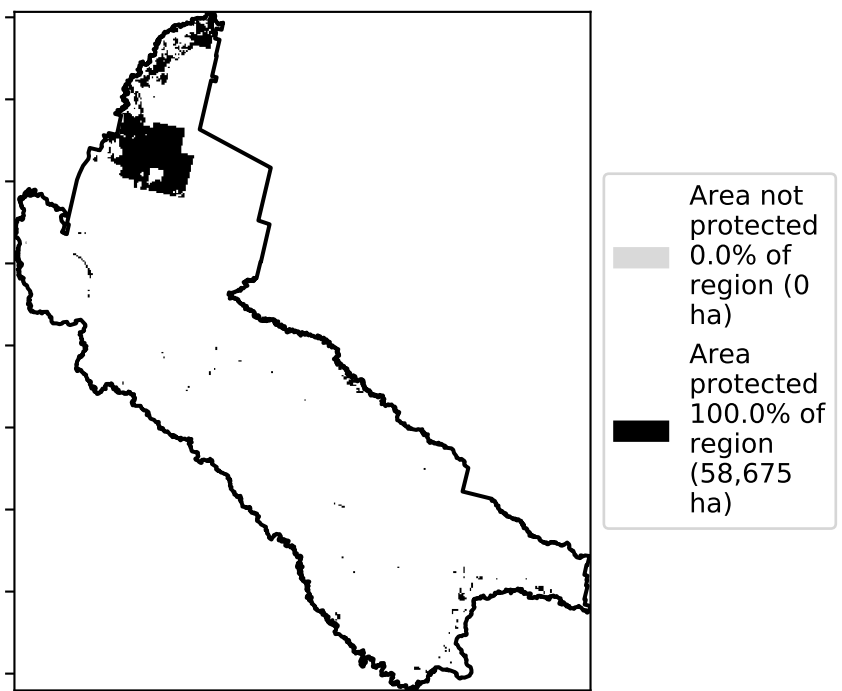 Area not
protected
0.0% of
region (0
ha)
Area
protected
100.0% of
region
(58,675
ha)